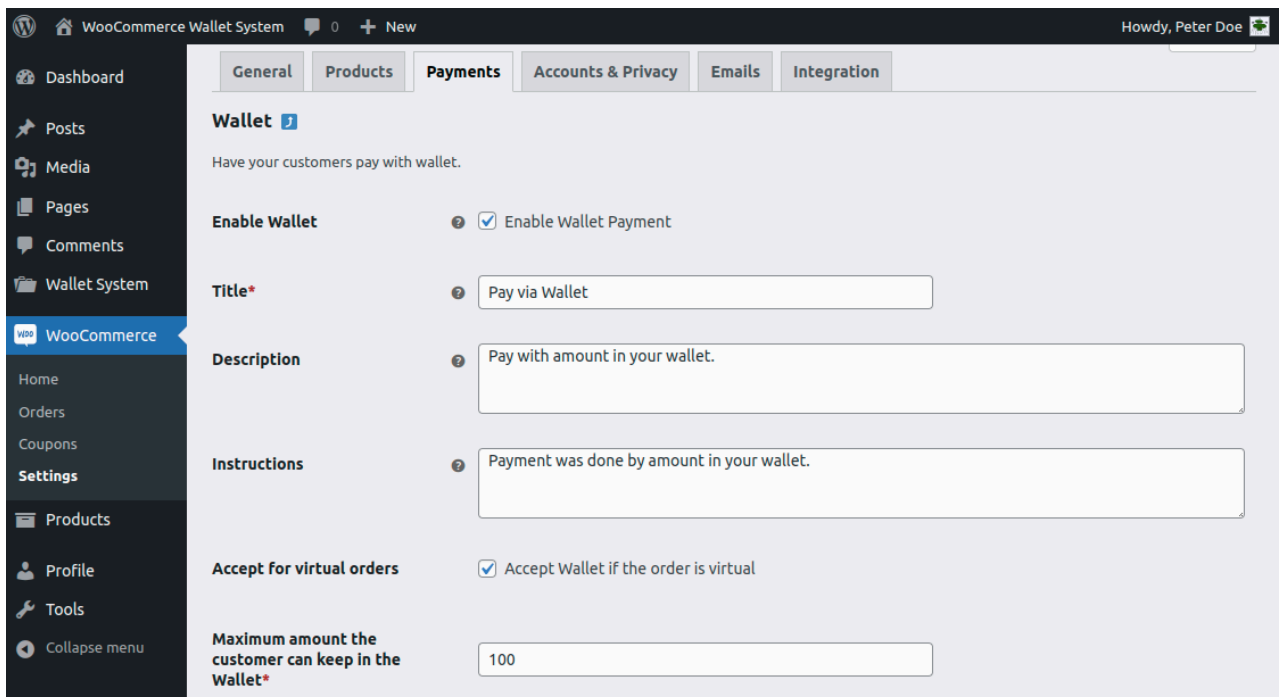 WooCommerce Wallet System 0 + New Howdy, Peter Doe
Dashboard
Posts
Media
Pages
Comments
Wallet System
WOO WooCommerce
Home
Orders
Coupons
Settings
Products
Profile
Tools
Collapse menu
General Products Payments Accounts & Privacy Emails Integration
Wallet
Have your customers pay with wallet.
Enable Wallet ? Enable Wallet Payment
Title* ? Pay via Wallet
Description ? Pay with amount in your wallet.
Instructions ? Payment was done by amount in your wallet.
Accept for virtual orders Accept Wallet if the order is virtual
Maximum amount the
customer can keep in the
Wallet*
100